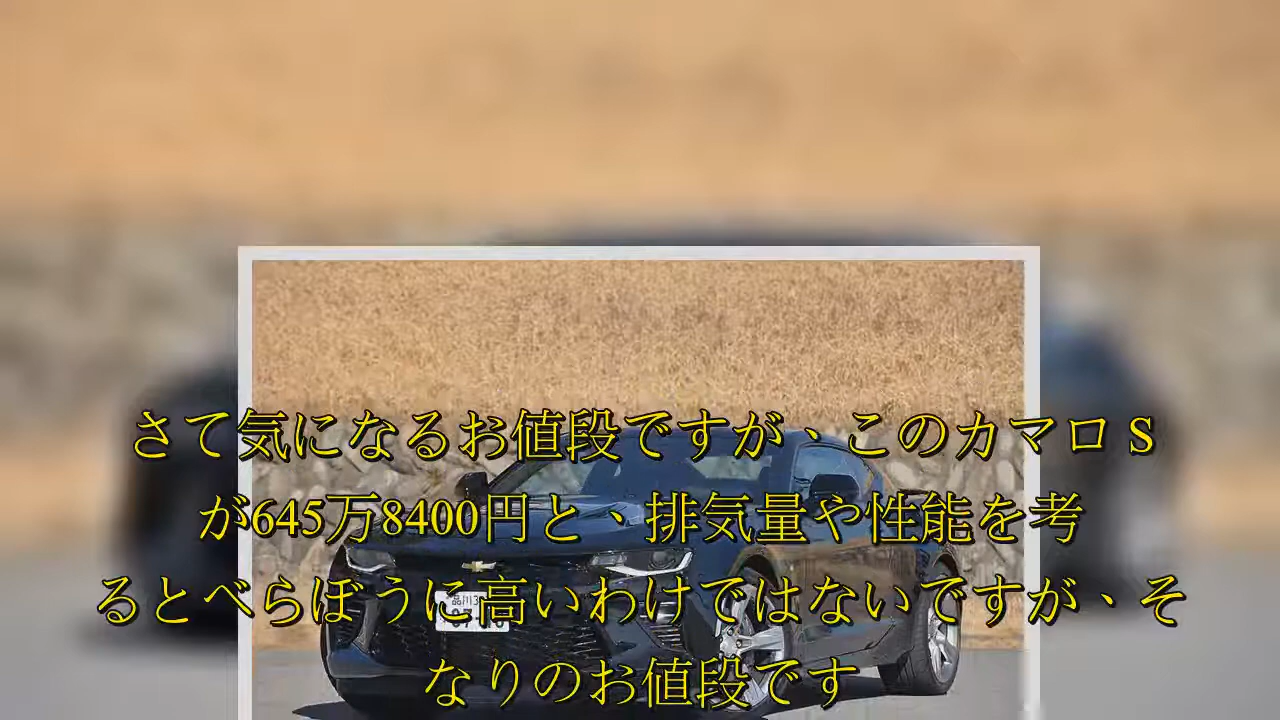 さて気になるお値段ですが、このカマロS
が645万8400円と、排気量や性能を考
るとべらぼうに高いわけではないですが、そ
なりのお値段です
品川